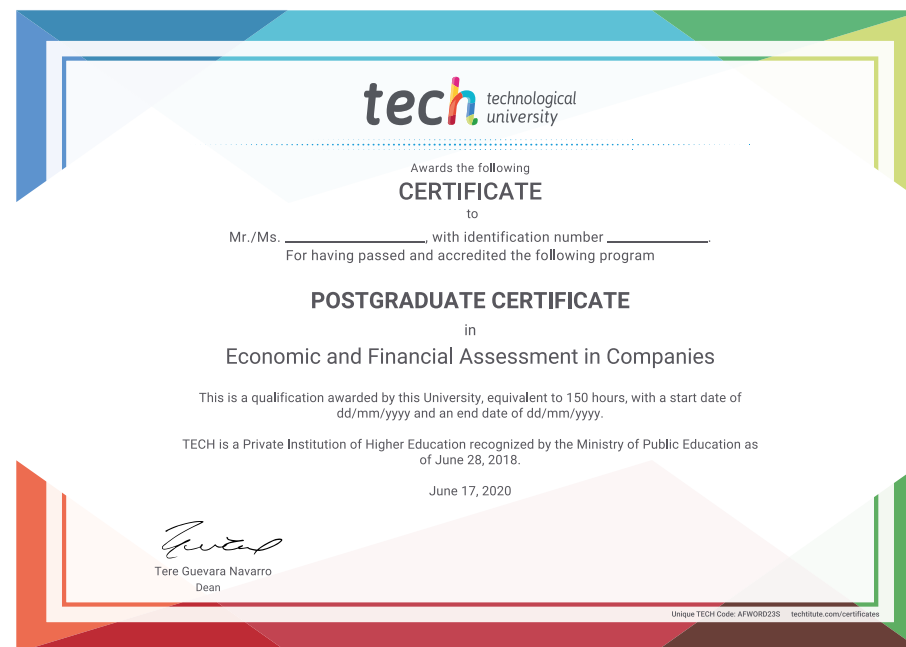 tech technological
university
Awards the following
CERTIFICATE
to
Mr./Ms. ____________________, with identification number ______________.
For having passed and accredited the following program
POSTGRADUATE CERTIFICATE
in
Economic and Financial Assessment in Companies
This is a qualification awarded by this University, equivalent to 150 hours, with a start date of
dd/mm/yyyy and an end date of dd/mm/yyyy.
TECH is a Private Institution of Higher Education recognized by the Ministry of Public Education as
of June 28, 2018.
June 17, 2020
Tere Guevara Navarro
Dean
Unique TECH Code: AFWORD23S techtitute.com/certificates